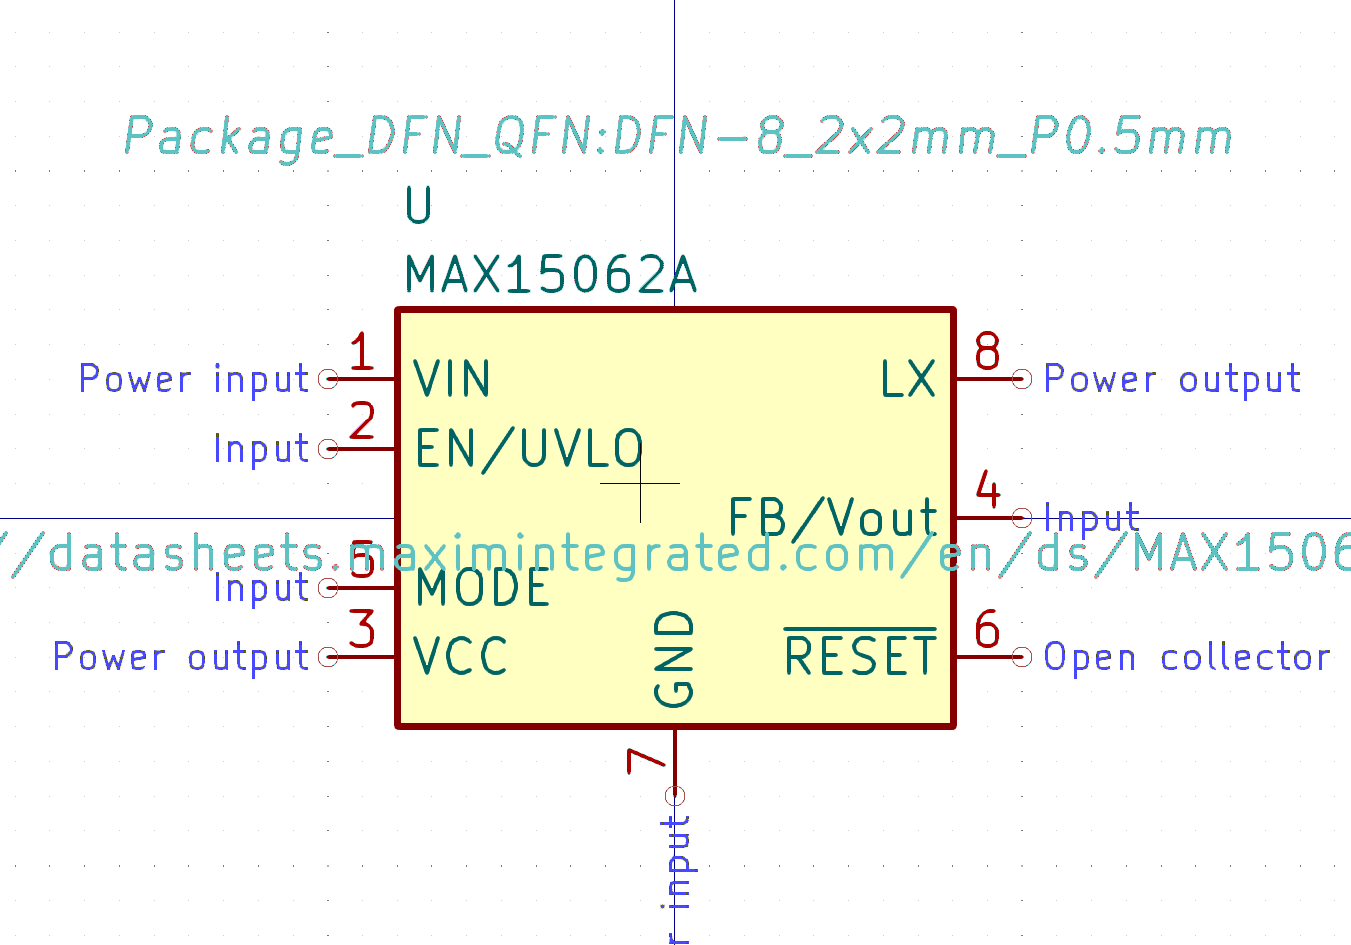 Package_DFN_QFN:DFN-8_2x2mm_P0.5mm
U
MAX15062A
Power input 1 VIN LX 8 Power output
Input 2 EN/UVLO
FB/Vout 4 Input
//datasheets.maximintegrated.com/en/ds/MAX1506
Input 5 MODE
Power output 3 VCC GND RESET 6 Open collector
7
r input